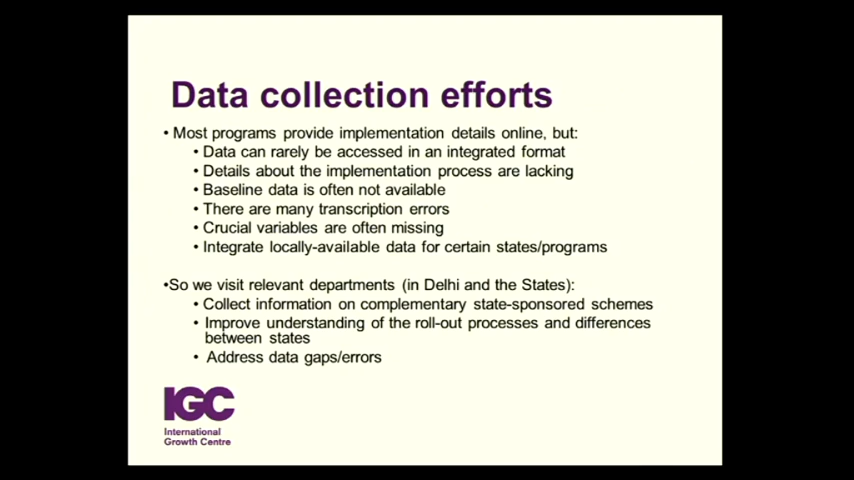 Data collection efforts
• Most programs provide implementation details online, but:
• Data can rarely be accessed in an integrated format
• Details about the implementation process are lacking
• Baseline data is often not available
• There are many transcription errors
• Crucial variables are often missing
• Integrate locally-available data for certain states/programs
•So we visit relevant departments (in Delhi and the States):
• Collect information on complementary state-sponsored schemes
• Improve understanding of the roll-out processes and differences
between states
• Address data gaps/errors
IGC
International
Growth Centre